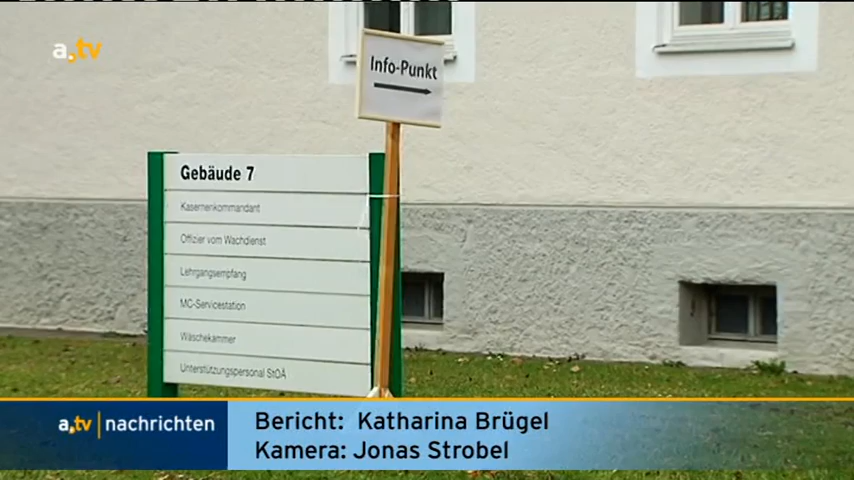 a.tv
Info-Punkt
Gebäude 7
Kasernenkommandant
Offizier vom Wachdienst
Lehrgangsempfang
MC-Servicestation
Wäschekammer
Unterstützungspersonal StOÄ
a.tv nachrichten
Bericht: Katharina Brügel
Kamera: Jonas Strobel